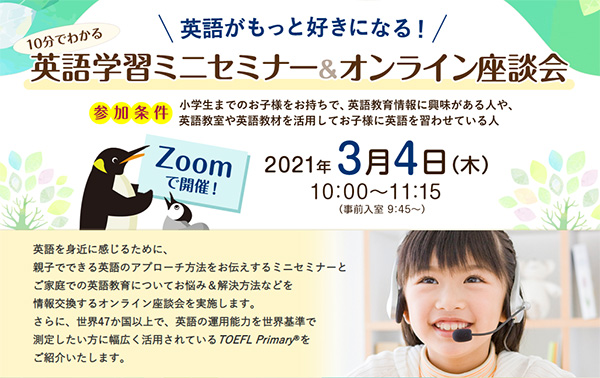 英語がもっと好きになる!
10分でわかる
英語学習ミニセミナー&オンライン座談会
参加条件
小学生までのお子様をお持ちで、英語教育情報に興味がある人や、
英語教室や英語教材を活用してお子様に英語を習わせている人
Zoom
で開催!
2021年3月4日(木)
10:00〜11:15
(事前入室 9:45〜)
英語を身近に感じるために、
親子でできる英語のアプローチ方法をお伝えするミニセミナーと
ご家庭での英語教育についてお悩み&解決方法などを
情報交換するオンライン座談会を実施します。
さらに、世界47か国以上で、英語の運用能力を世界基準で
測定したい方に幅広く活用されているTOEFL Primary®を
ご紹介いたします。